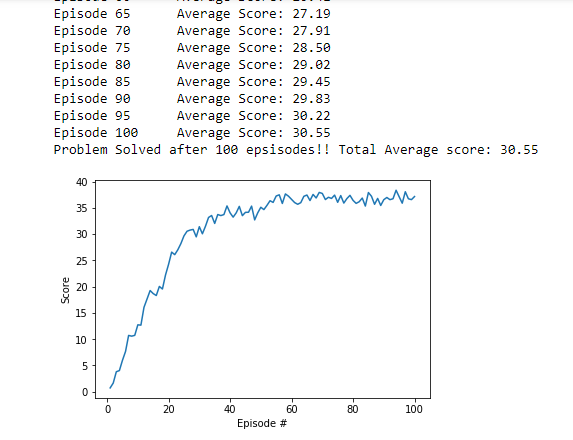 Episode 65 Average Score: 27.19
Episode 70 Average Score: 27.91
Episode 75 Average Score: 28.50
Episode 80 Average Score: 29.02
Episode 85 Average Score: 29.45
Episode 90 Average Score: 29.83
Episode 95 Average Score: 30.22
Episode 100 Average Score: 30.55
Problem Solved after 100 epsisodes!! Total Average score: 30.55
40
35
30
25
20
15
10
5
0
Score
0 20 40 60 80 100
Episode #